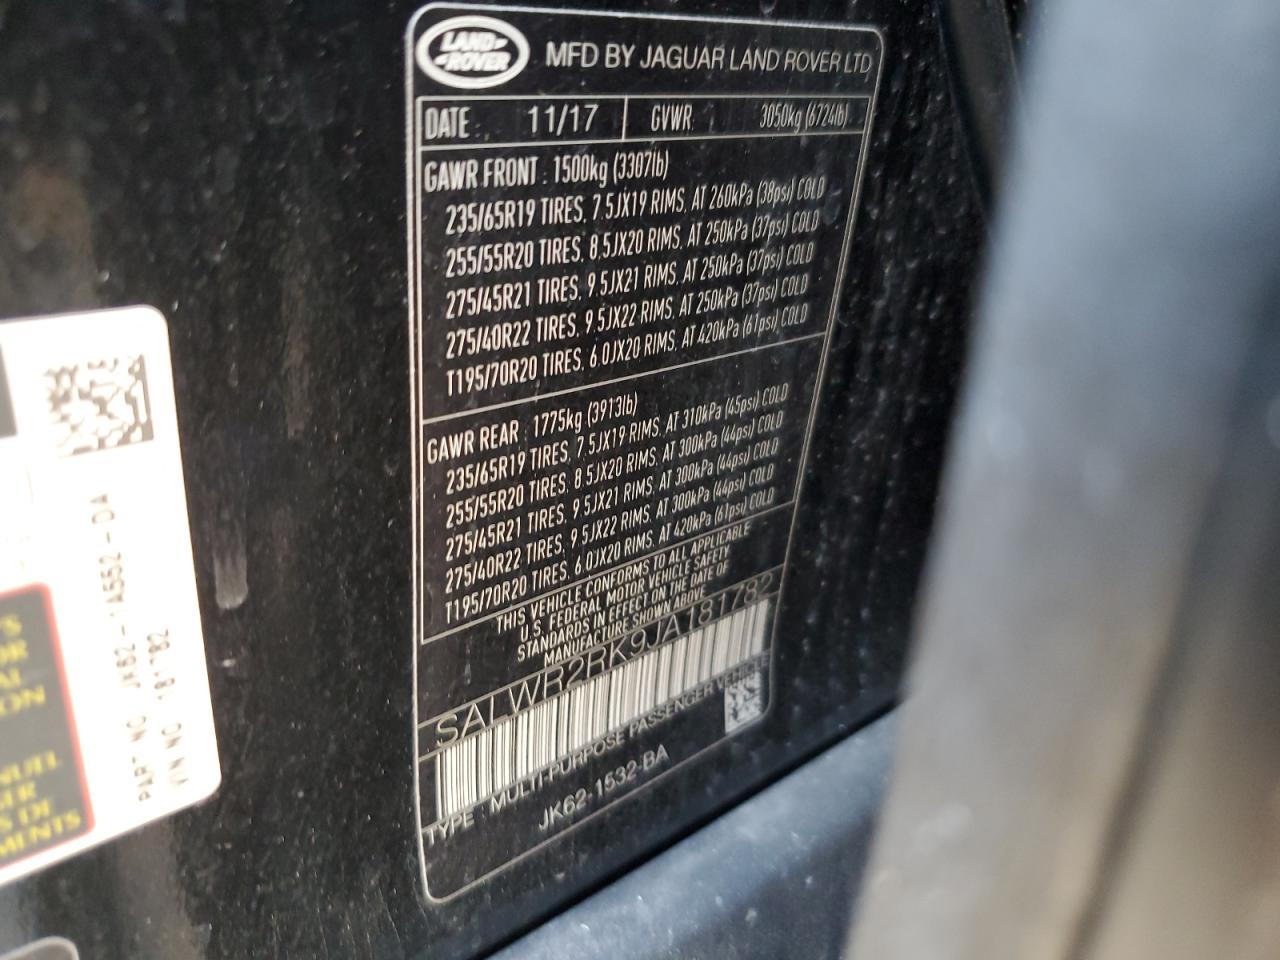 LAND-
-ROVER
MFD BY JAGUAR LAND ROVER LTD
DATE : 11/17 GVWR 3050kg (6724lb)
GAWR FRONT : 1500kg (3307lb)
235/65R19 TIRES, 7.5JX19 RIMS, AT 260kPa (38psi) COLD
255/55R20 TIRES, 8.5JX20 RIMS, AT 250kPa (37psi) COLD
275/45R21 TIRES, 9.5JX21 RIMS, AT 250kPa (37psi) COLD
275/40R22 TIRES, 9.5JX22 RIMS, AT 250kPa (37psi) COLD
T195/70R20 TIRES, 6.0JX20 RIMS, AT 420kPa (61psi) COLD
GAWR REAR : 1775kg (3913lb)
235/65R19 TIRES, 7.5JX19 RIMS, AT 310kPa (45psi) COLD
255/55R20 TIRES, 8.5JX20 RIMS, AT 300kPa (44psi) COLD
275/45R21 TIRES, 9.5JX21 RIMS, AT 300kPa (44psi) COLD
275/40R22 TIRES, 9.5JX22 RIMS, AT 300kPa (44psi) COLD
T195/70R20 TIRES, 6.0JX20 RIMS, AT 420kPa (61psi) COLD
THIS VEHICLE CONFORMS TO ALL APPLICABLE
U.S. FEDERAL MOTOR VEHICLE SAFETY
STANDARDS IN EFFECT ON THE DATE OF
MANUFACTURE SHOWN ABOVE
SALWR2RK9JA181782
TYPE : MULTI-PURPOSE PASSENGER VEHICLE
JK62-1532-BA
PART NO JK62-1A552-DA
VIN NO 181782
OR
AL
ON
NUEL
S DE
MENTS